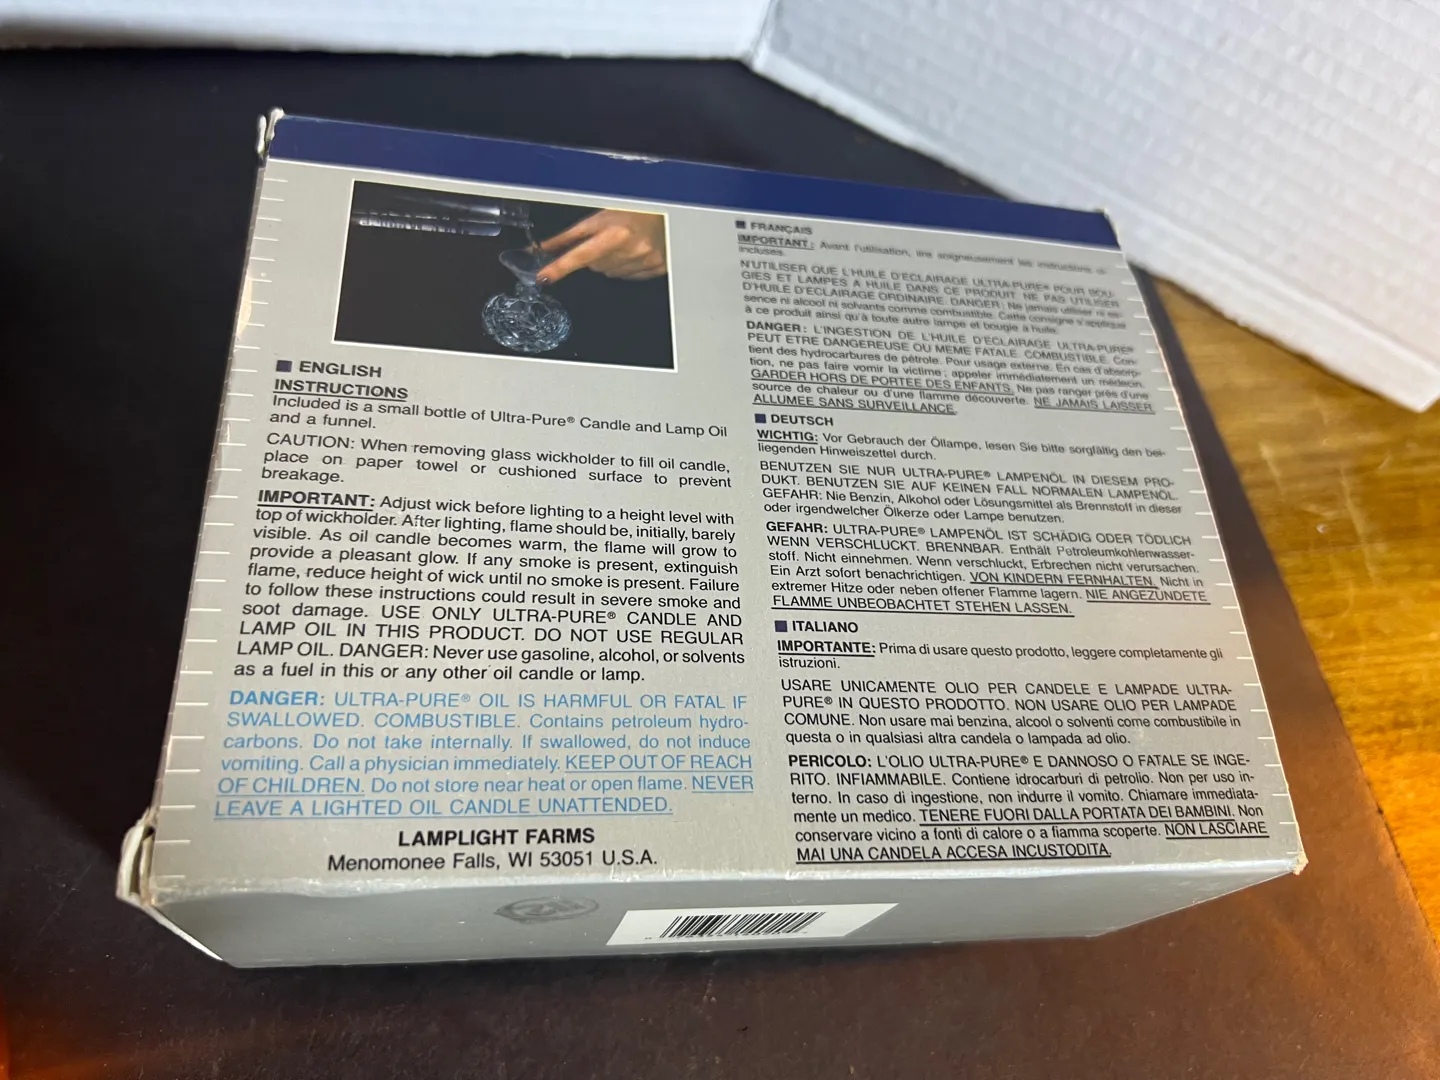 ENGLISH
INSTRUCTIONS
Included is a small bottle of Ultra-Pure® Candle and Lamp Oil
and a funnel.
CAUTION: When removing glass wickholder to fill oil candle,
place on paper towel or cushioned surface to prevent
breakage.
IMPORTANT: Adjust wick before lighting to a height level with
top of wickholder. After lighting, flame should be, initially, barely
visible. As oil candle becomes warm, the flame will grow to
provide a pleasant glow. If any smoke is present, extinguish
flame, reduce height of wick until no smoke is present. Failure
to follow these instructions could result in severe smoke and
soot damage. USE ONLY ULTRA-PURE® CANDLE AND
LAMP OIL IN THIS PRODUCT. DO NOT USE REGULAR
LAMP OIL. DANGER: Never use gasoline, alcohol, or solvents
as a fuel in this or any other oil candle or lamp.
DANGER: ULTRA-PURE® OIL IS HARMFUL OR FATAL IF
SWALLOWED. COMBUSTIBLE. Contains petroleum hydro-
carbons. Do not take internally. If swallowed, do not induce
vomiting. Call a physician immediately. KEEP OUT OF REACH
OF CHILDREN. Do not store near heat or open flame. NEVER
LEAVE A LIGHTED OIL CANDLE UNATTENDED.
LAMPLIGHT FARMS
Menomonee Falls, WI 53051 U.S.A.
FRANÇAIS
IMPORTANT: Avant l'utilisation, lire soigneusement les instructions ci-
incluses.
N'UTILISER QUE L'HUILE D'ECLAIRAGE ULTRA-PURE® POUR BOU-
GIES ET LAMPES A HUILE DANS CE PRODUIT. NE PAS UTILISER
D'HUILE D'ECLAIRAGE ORDINAIRE. DANGER: Ne jamais utiliser ni es-
sence ni alcool ni solvants comme combustible. Cette consigne s'applique
à ce produit ainsi qu'à toute autre lampe et bougie à huile.
DANGER: L'INGESTION DE L'HUILE D'ECLAIRAGE ULTRA-PURE®
PEUT ETRE DANGEREUSE OU MEME FATALE. COMBUSTIBLE. Con-
tient des hydrocarbures de pétrole. Pour usage externe. En cas d'absorp-
tion, ne pas faire vomir la victime; appeler immédiatement un médecin.
GARDER HORS DE PORTEE DES ENFANTS. Ne pas ranger près d'une
source de chaleur ou d'une flamme découverte. NE JAMAIS LAISSER
ALLUMEE SANS SURVEILLANCE.
DEUTSCH
WICHTIG: Vor Gebrauch der Öllampe, lesen Sie bitte sorgfältig den bei-
liegenden Hinweiszettel durch.
BENUTZEN SIE NUR ULTRA-PURE® LAMPENÖL IN DIESEM PRO-
DUKT. BENUTZEN SIE AUF KEINEN FALL NORMALEN LAMPENÖL.
GEFAHR: Nie Benzin, Alkohol oder Lösungsmittel als Brennstoff in dieser
oder irgendwelcher Ölkerze oder Lampe benutzen.
GEFAHR: ULTRA-PURE® LAMPENÖL IST SCHÄDIG ODER TÖDLICH
WENN VERSCHLUCKT. BRENNBAR. Enthält Petroleumkohlenwasser-
stoff. Nicht einnehmen. Wenn verschluckt, Erbrechen nicht verursachen.
Ein Arzt sofort benachrichtigen. VON KINDERN FERNHALTEN. Nicht in
extremer Hitze oder neben offener Flamme lagern. NIE ANGEZÜNDETE
FLAMME UNBEOBACHTET STEHEN LASSEN.
ITALIANO
IMPORTANTE: Prima di usare questo prodotto, leggere completamente gli
istruzioni.
USARE UNICAMENTE OLIO PER CANDELE E LAMPADE ULTRA-
PURE® IN QUESTO PRODOTTO. NON USARE OLIO PER LAMPADE
COMUNE. Non usare mai benzina, alcool o solventi come combustibile in
questa o in qualsiasi altra candela o lampada ad olio.
PERICOLO: L'OLIO ULTRA-PURE® E DANNOSO O FATALE SE INGE-
RITO. INFIAMMABILE. Contiene idrocarburi di petrolio. Non per uso in-
terno. In caso di ingestione, non indurre il vomito. Chiamare immediata-
mente un medico. TENERE FUORI DALLA PORTATA DEI BAMBINI. Non
conservare vicino a fonti di calore o a fiamma scoperte. NON LASCIARE
MAI UNA CANDELA ACCESA INCUSTODITA.